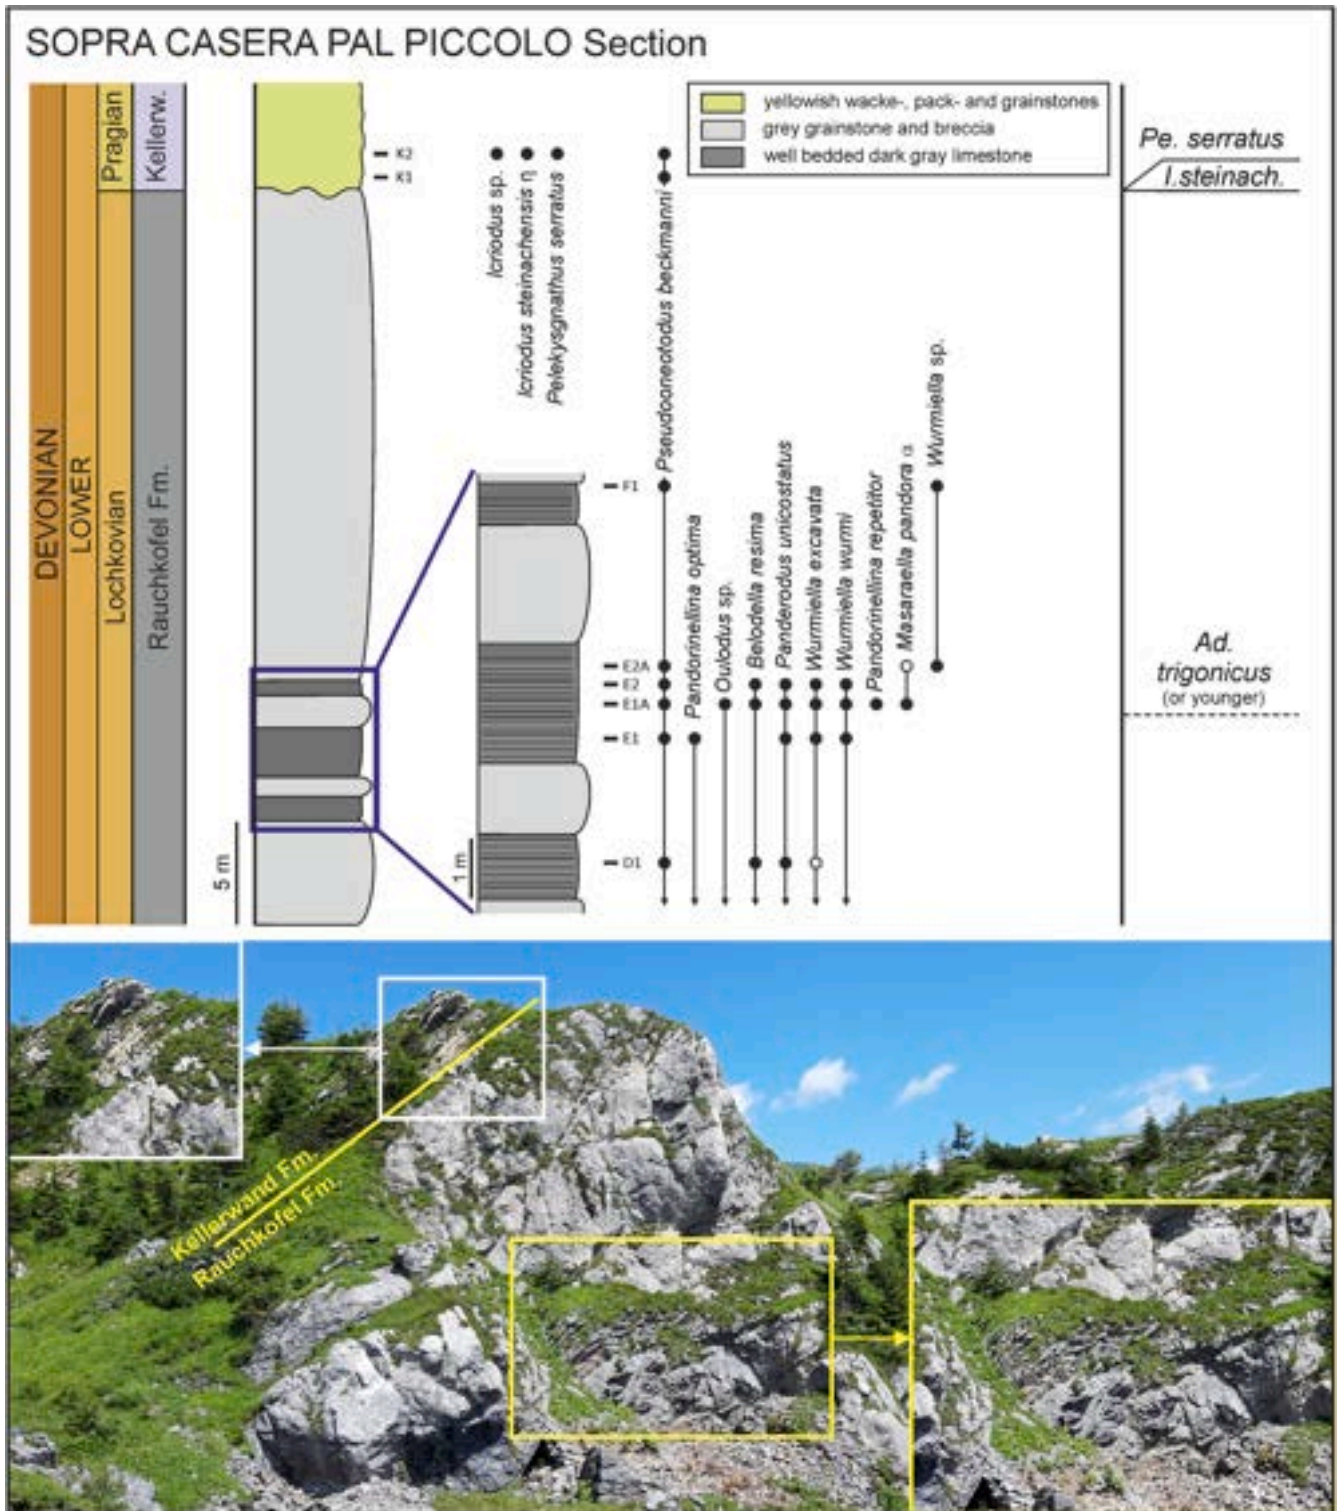 SOPRA CASERA PAL PICCOLO Section
DEVONIAN
LOWER
Lochkovian
Pragian
Rauchkofel Fm.
Kellerw.
5 m
1 m
yellowish wacke-, pack- and grainstones
grey grainstone and breccia
well bedded dark gray limestone
K2
K1
Icriodus sp.
Icriodus steinachensis η
Pelekysgnathus serratus
Pseudooneotodus beckmanni
F1
E2A
E2
E1A
E1
D1
Pandorinellina optima
Oulodus sp.
Belodella resima
Panderodus unicostatus
Wurmiella excavata
Wurmiella wurmi
Pandorinellina repetitor
Masaraella pandora α
Wurmiella sp.
Pe. serratus
I.steinach.
Ad.
trigonicus
(or younger)
Kellerwand Fm.
Rauchkofel Fm.